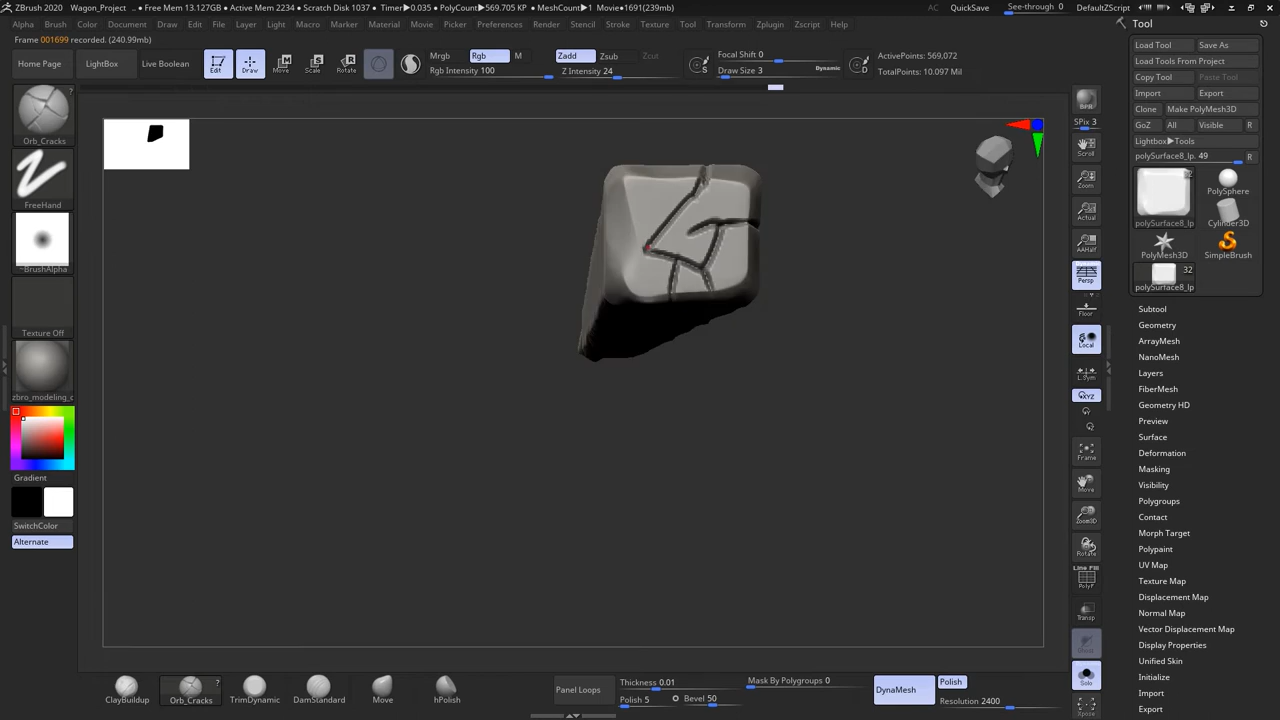 ZBrush 2020 Wagon_Project .. • Free Mem 13.127GB • Active Mem 2234 • Scratch Disk 1037 • Timer▶0.035 • PolyCount▶569.705 KP • MeshCount▶1 Movie•1691(239mb) AC QuickSave See-through 0 DefaultZScript
Alpha Brush Color Document Draw Edit File Layer Light Macro Marker Material Movie Picker Preferences Render Stencil Stroke Texture Tool Transform Zplugin Zscript Help
Frame 001699 recorded. (240.99mb)
Home Page
LightBox
Live Boolean
Edit
Draw
Move
Scale
Rotate
Mrgb Rgb M
Rgb Intensity 100
Zadd Zsub Zcut
Z Intensity 24
S
Focal Shift 0
Draw Size 3
Dynamic
D
ActivePoints: 569,072
TotalPoints: 10.097 Mil
?
Orb_Cracks
FreeHand
~BrushAlpha
Texture Off
zbro_modeling_c
Gradient
SwitchColor
Alternate
BPR
SPix 3
Scroll
Zoom
Actual
AAHalf
Dynamic
Persp
Floor
Local
L.Sym
XYZ
Frame
Move
Zoom3D
Rotate
Line Fill
PolyF
Transp
Ghost
Solo
Xpose
Tool
Load Tool Save As
Load Tools From Project
Copy Tool Paste Tool
Import Export
Clone Make PolyMesh3D
GoZ All Visible R
Lightbox▶Tools
polySurface8_lp. 49 R
32
polySurface8_lp
PolySphere
Cylinder3D
PolyMesh3D
SimpleBrush
32
polySurface8_lp
Subtool
Geometry
ArrayMesh
NanoMesh
Layers
FiberMesh
Geometry HD
Preview
Surface
Deformation
Masking
Visibility
Polygroups
Contact
Morph Target
Polypaint
UV Map
Texture Map
Displacement Map
Normal Map
Vector Displacement Map
Display Properties
Unified Skin
Initialize
Import
Export
Claybuildup
?
Orb_Cracks
TrimDynamic
DamStandard
Move
hPolish
Panel Loops
Thickness 0.01
Polish 5
Bevel 50
Mask By Polygroups 0
DynaMesh
Polish
Resolution 2400